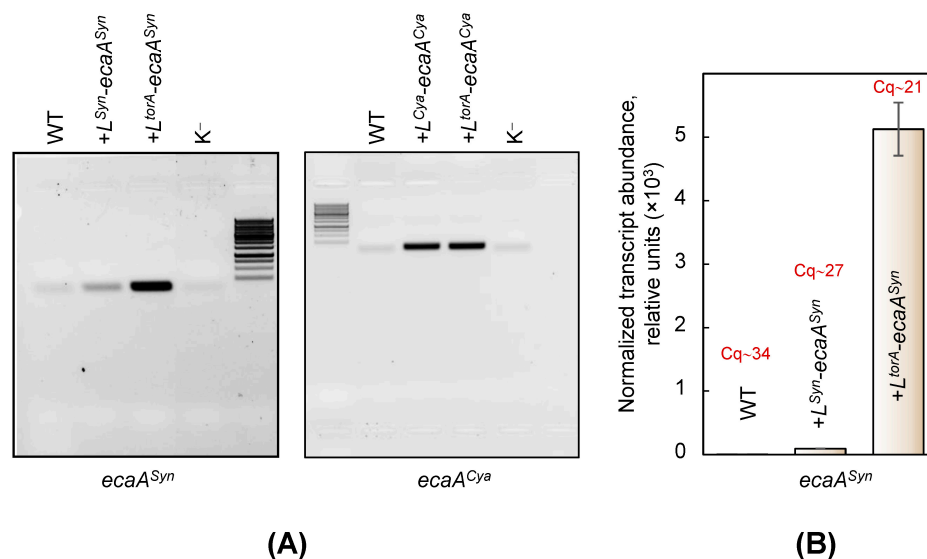 WT
+L^Syn-ecaA^Syn
+L^torA-ecaA^Syn
K⁻
WT
+L^Cya-ecaA^Cya
+L^torA-ecaA^Cya
K⁻
ecaA^Syn
ecaA^Cya
(A)
Normalized transcript abundance,
relative units (×10³)
5
4
3
2
1
0
Cq~34
WT
Cq~27
+L^Syn-ecaA^Syn
Cq~21
+L^torA-ecaA^Syn
ecaA^Syn
(B)